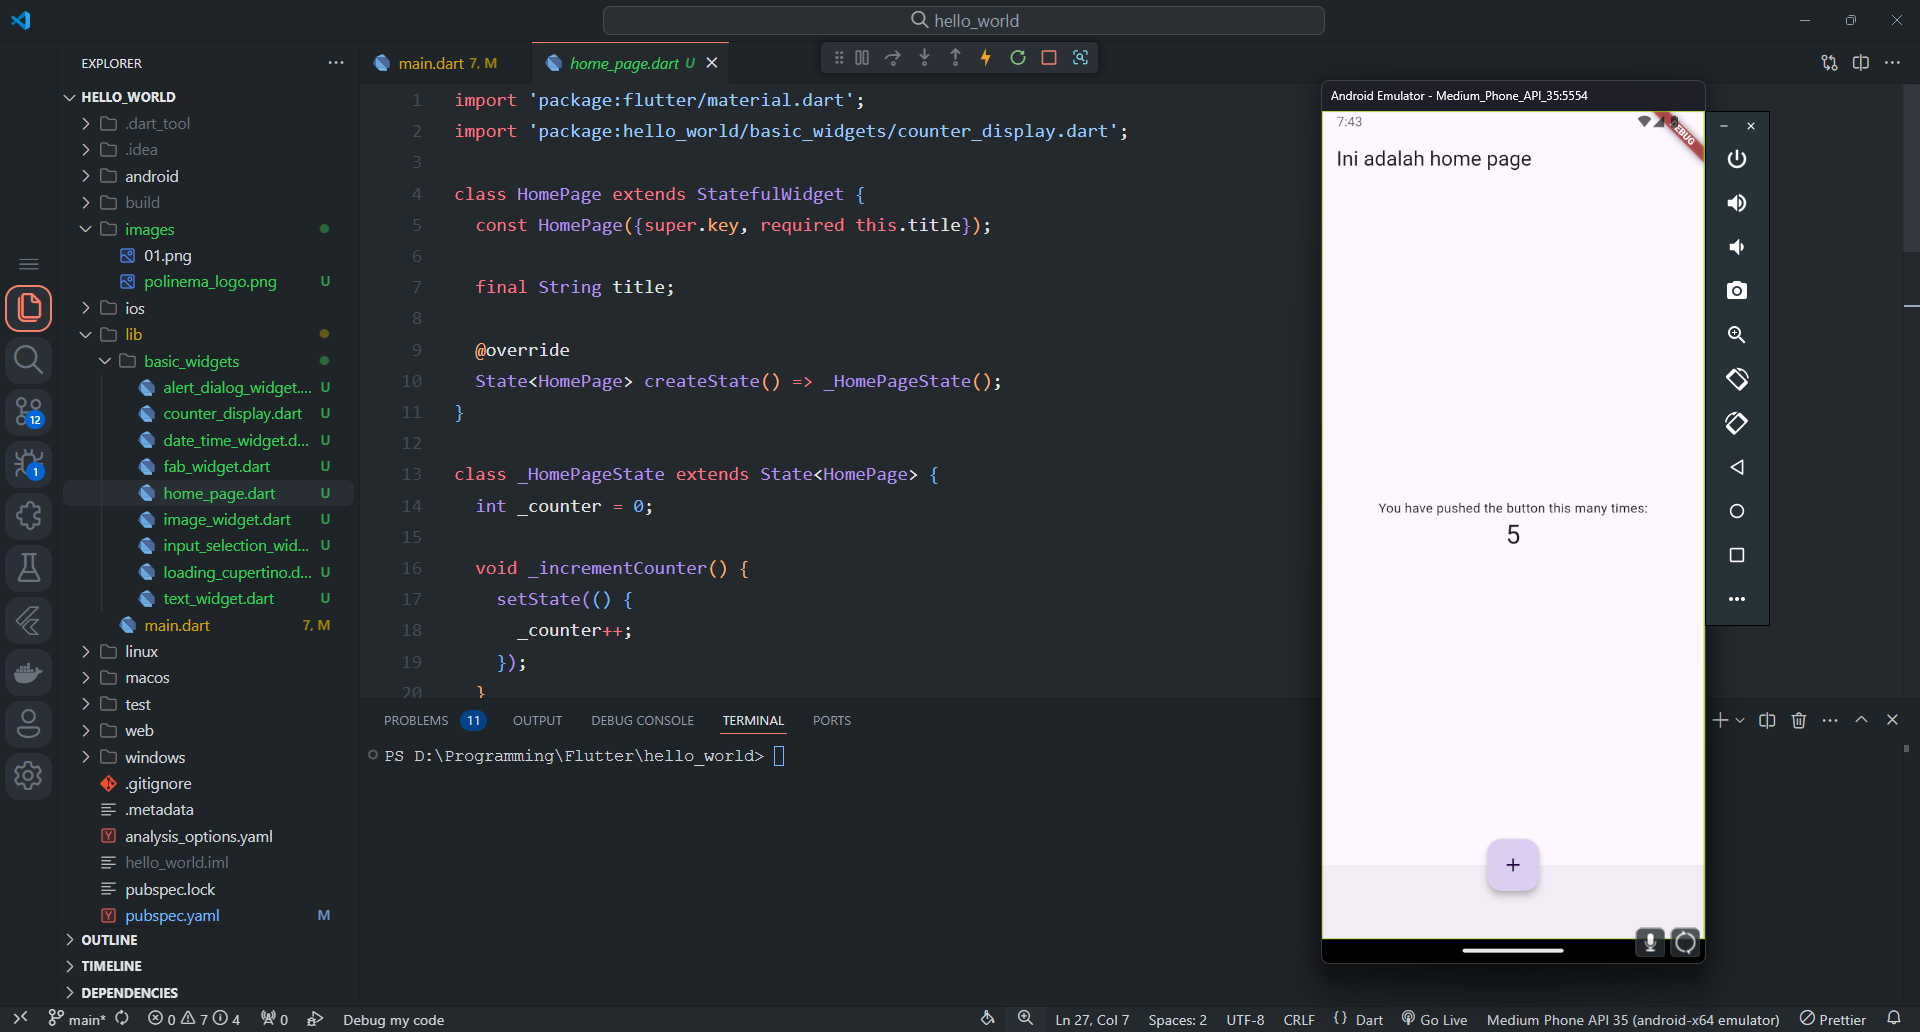 hello_world
EXPLORER
HELLO_WORLD
.dart_tool
.idea
android
build
images
01.png
polinema_logo.png U
ios
lib
basic_widgets
alert_dialog_widget.... U
counter_display.dart U
date_time_widget.d... U
fab_widget.dart U
home_page.dart U
image_widget.dart U
input_selection_wid... U
loading_cupertino.d... U
text_widget.dart U
main.dart 7, M
linux
macos
test
web
windows
.gitignore
.metadata
analysis_options.yaml
hello_world.iml
pubspec.lock
pubspec.yaml M
OUTLINE
TIMELINE
DEPENDENCIES
12
1
main.dart 7, M
home_page.dart U
1 import 'package:flutter/material.dart';
2 import 'package:hello_world/basic_widgets/counter_display.dart';
3
4 class HomePage extends StatefulWidget {
5 const HomePage({super.key, required this.title});
6
7 final String title;
8
9 @override
10 State<HomePage> createState() => _HomePageState();
11 }
12
13 class _HomePageState extends State<HomePage> {
14 int _counter = 0;
15
16 void _incrementCounter() {
17 setState(() {
18 _counter++;
19 });
20 }
PROBLEMS 11 OUTPUT DEBUG CONSOLE TERMINAL PORTS
PS D:\Programming\Flutter\hello_world>
Android Emulator - Medium_Phone_API_35:5554
7:43
DEBUG
Ini adalah home page
You have pushed the button this many times:
5
+
main* 0 7 4 0 Debug my code
Ln 27, Col 7 Spaces: 2 UTF-8 CRLF {} Dart Go Live Medium Phone API 35 (android-x64 emulator) Prettier